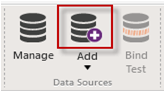 Manage Add Bind
Test
Data Sources